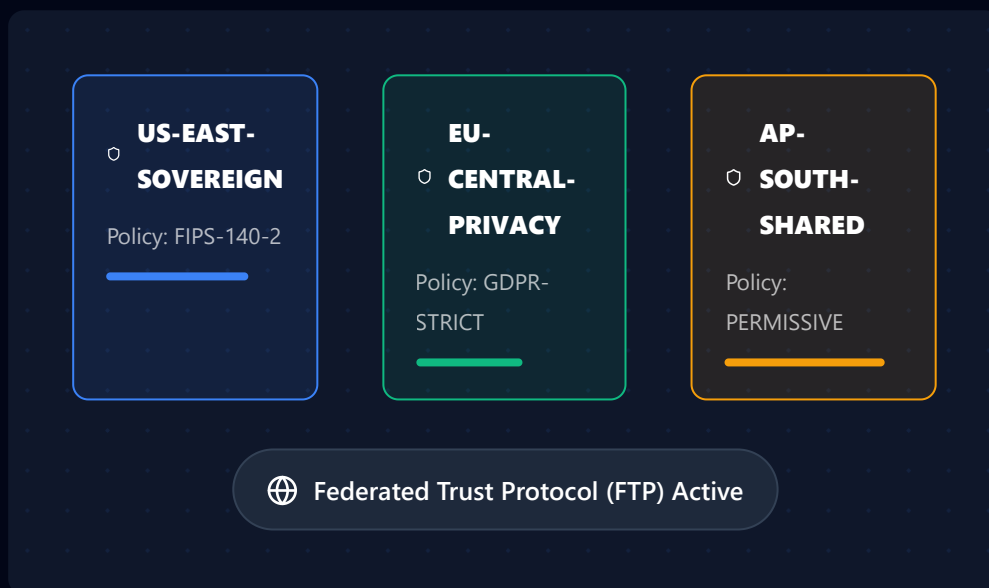 US-EAST-
SOVEREIGN
Policy: FIPS-140-2
EU-
CENTRAL-
PRIVACY
Policy: GDPR-
STRICT
AP-
SOUTH-
SHARED
Policy:
PERMISSIVE
Federated Trust Protocol (FTP) Active